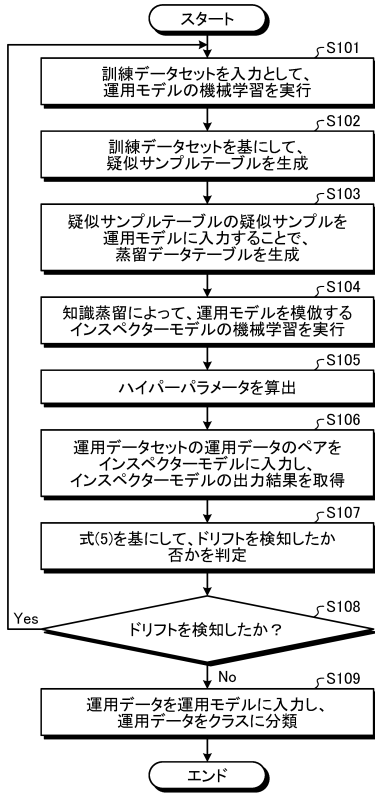 スタート
S101
訓練データセットを入力として、
運用モデルの機械学習を実行
S102
訓練データセットを基にして、
疑似サンプルテーブルを生成
S103
疑似サンプルテーブルの疑似サンプルを
運用モデルに入力することで、
蒸留データテーブルを生成
S104
知識蒸留によって、運用モデルを模倣する
インスペクターモデルの機械学習を実行
S105
ハイパーパラメータを算出
S106
運用データセットの運用データのペアを
インスペクターモデルに入力し、
インスペクターモデルの出力結果を取得
S107
式(5)を基にして、ドリフトを検知したか
否かを判定
S108
Yes
ドリフトを検知したか？
No
S109
運用データを運用モデルに入力し、
運用データをクラスに分類
エンド